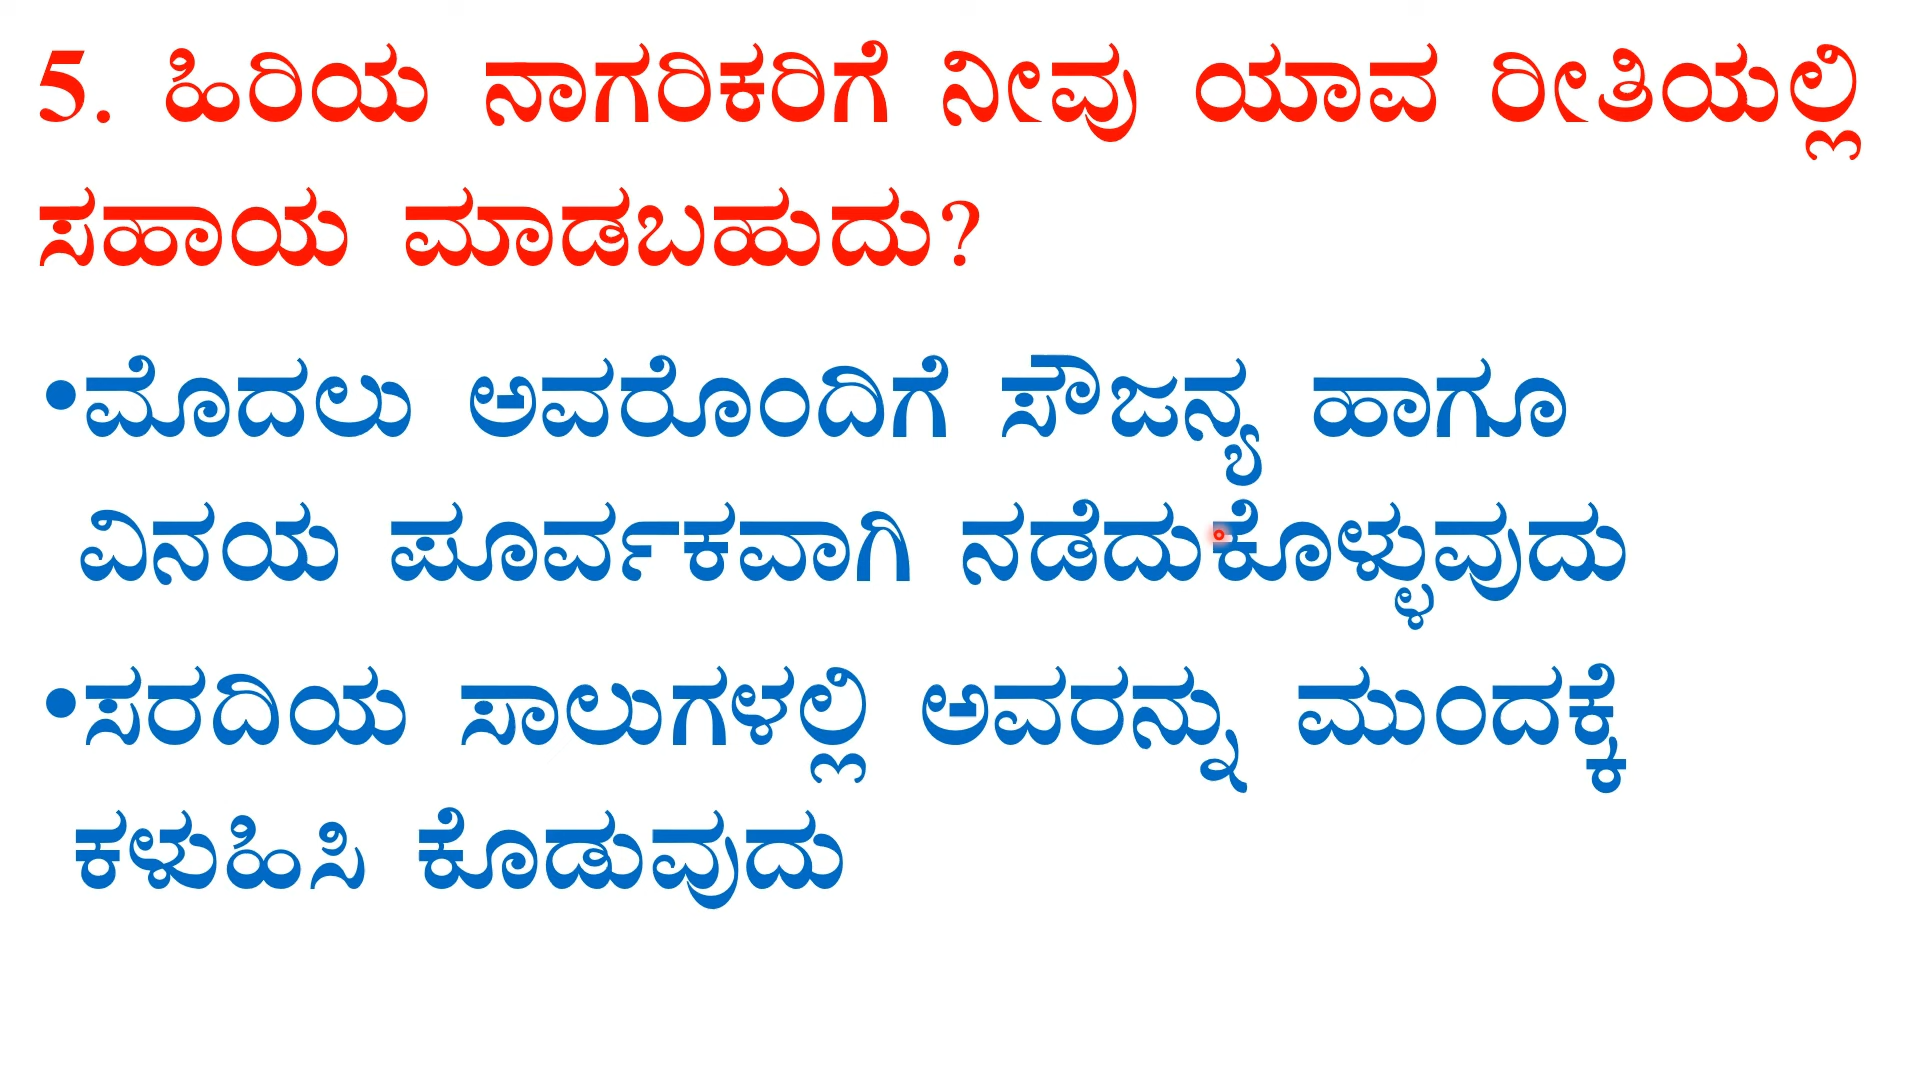 5. ಹಿರಿಯ ನಾಗರಿಕರಿಗೆ ನೀವು ಯಾವ ರೀತಿಯಲ್ಲಿ
ಸಹಾಯ ಮಾಡಬಹುದು?
•ಮೊದಲು ಅವರೊಂದಿಗೆ ಸೌಜನ್ಯ ಹಾಗೂ
ವಿನಯ ಪೂರ್ವಕವಾಗಿ ನಡೆದುಕೊಳ್ಳುವುದು
•ಸರದಿಯ ಸಾಲುಗಳಲ್ಲಿ ಅವರನ್ನು ಮುಂದಕ್ಕೆ
ಕಳುಹಿಸಿ ಕೊಡುವುದು